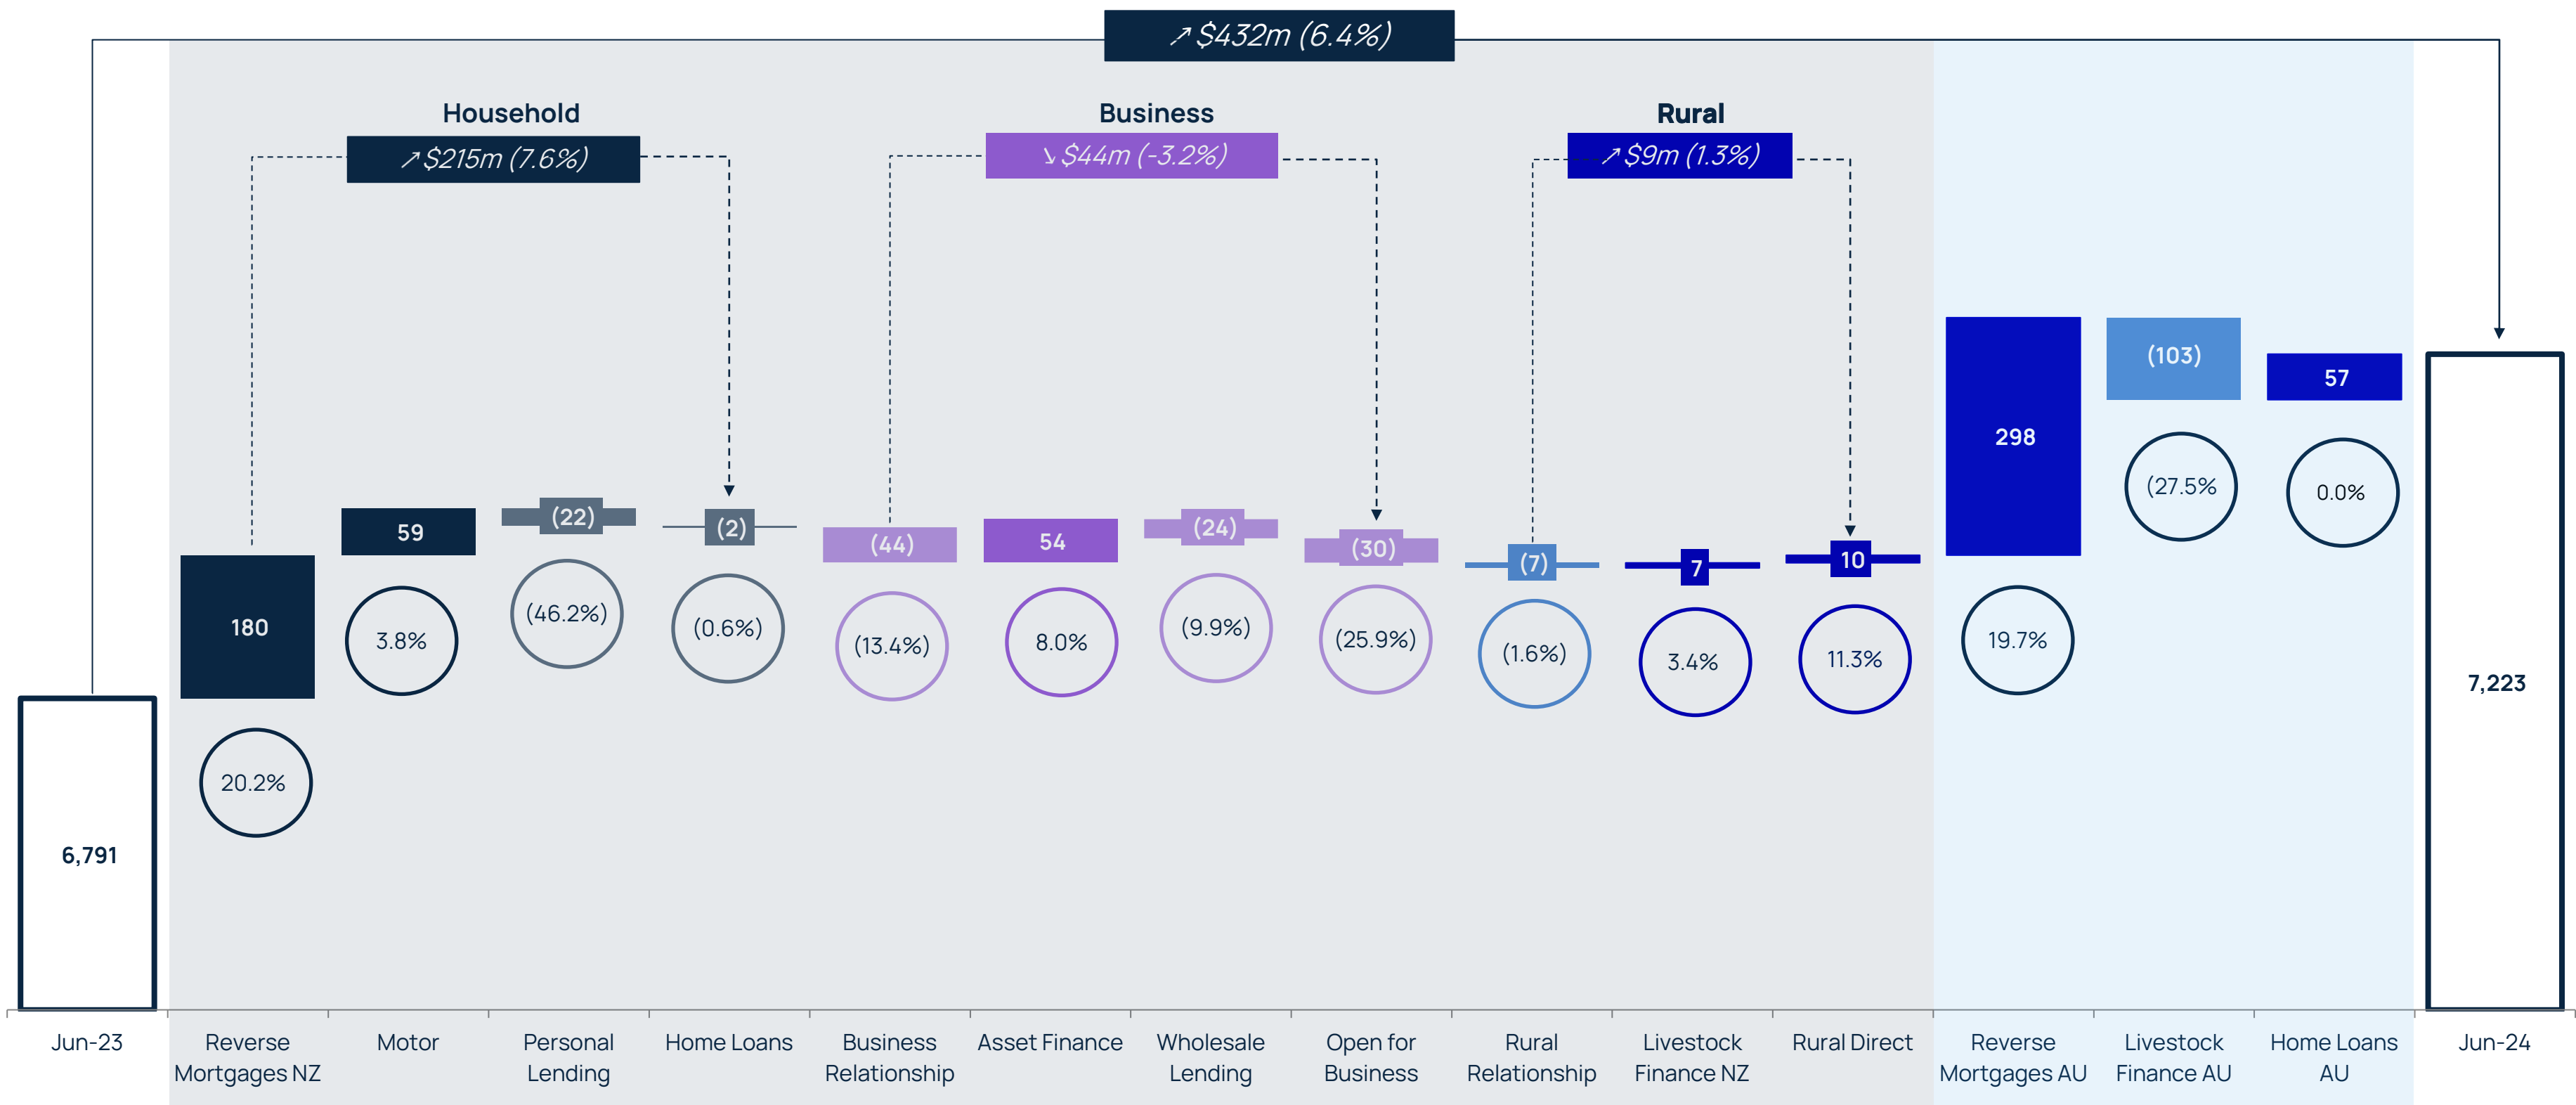 ↗ $432m (6.4%)
Household
Business
Rural
↗ $215m (7.6%)
↘ $44m (-3.2%)
↗ $9m (1.3%)
298
(103)
57
(27.5%
0.0%
59
(22)
(2)
(44)
54
(24)
(30)
(7)
7
10
180
3.8%
(46.2%)
(0.6%)
(13.4%)
8.0%
(9.9%)
(25.9%)
(1.6%)
3.4%
11.3%
19.7%
7,223
20.2%
6,791
Jun-23
Reverse
Mortgages NZ
Motor
Personal
Lending
Home Loans
Business
Relationship
Asset Finance
Wholesale
Lending
Open for
Business
Rural
Relationship
Livestock
Finance NZ
Rural Direct
Reverse
Mortgages AU
Livestock
Finance AU
Home Loans
AU
Jun-24